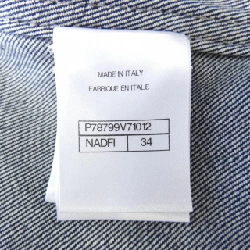 MADE IN ITALY
FABRIQUE EN ITALIE
P78799V71012
NADFI 34